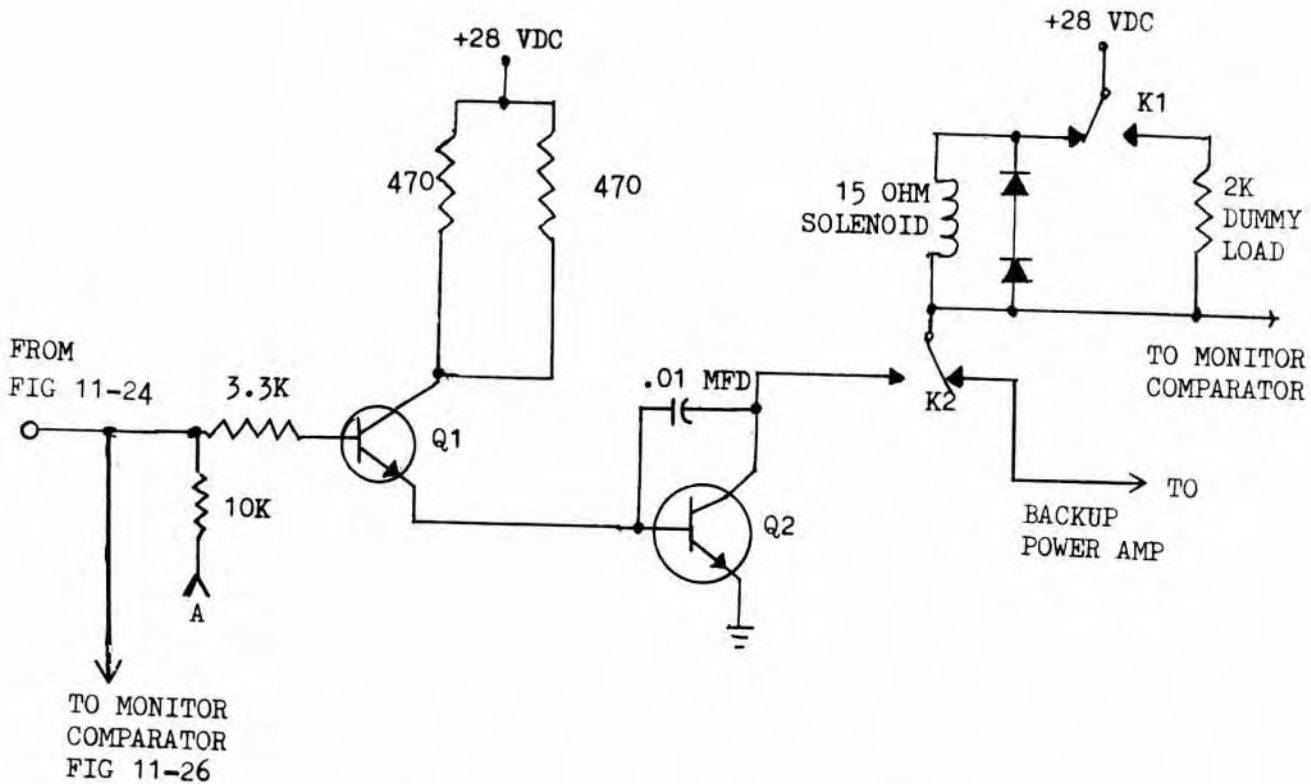 +28 VDC
470
470
+28 VDC
K1
15 OHM
SOLENOID
2K
DUMMY
LOAD
FROM
FIG 11-24
3.3K
Q1
.01 MFD
K2
TO MONITOR
COMPARATOR
10K
A
Q2
TO
BACKUP
POWER AMP
TO MONITOR
COMPARATOR
FIG 11-26